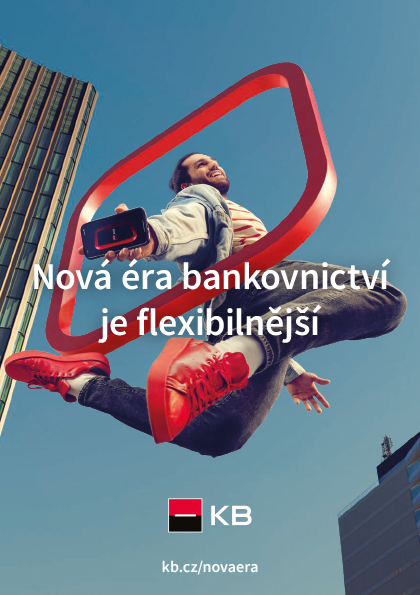 Nová éra bankovnictví
je flexibilnější
KB
kb.cz/novaera